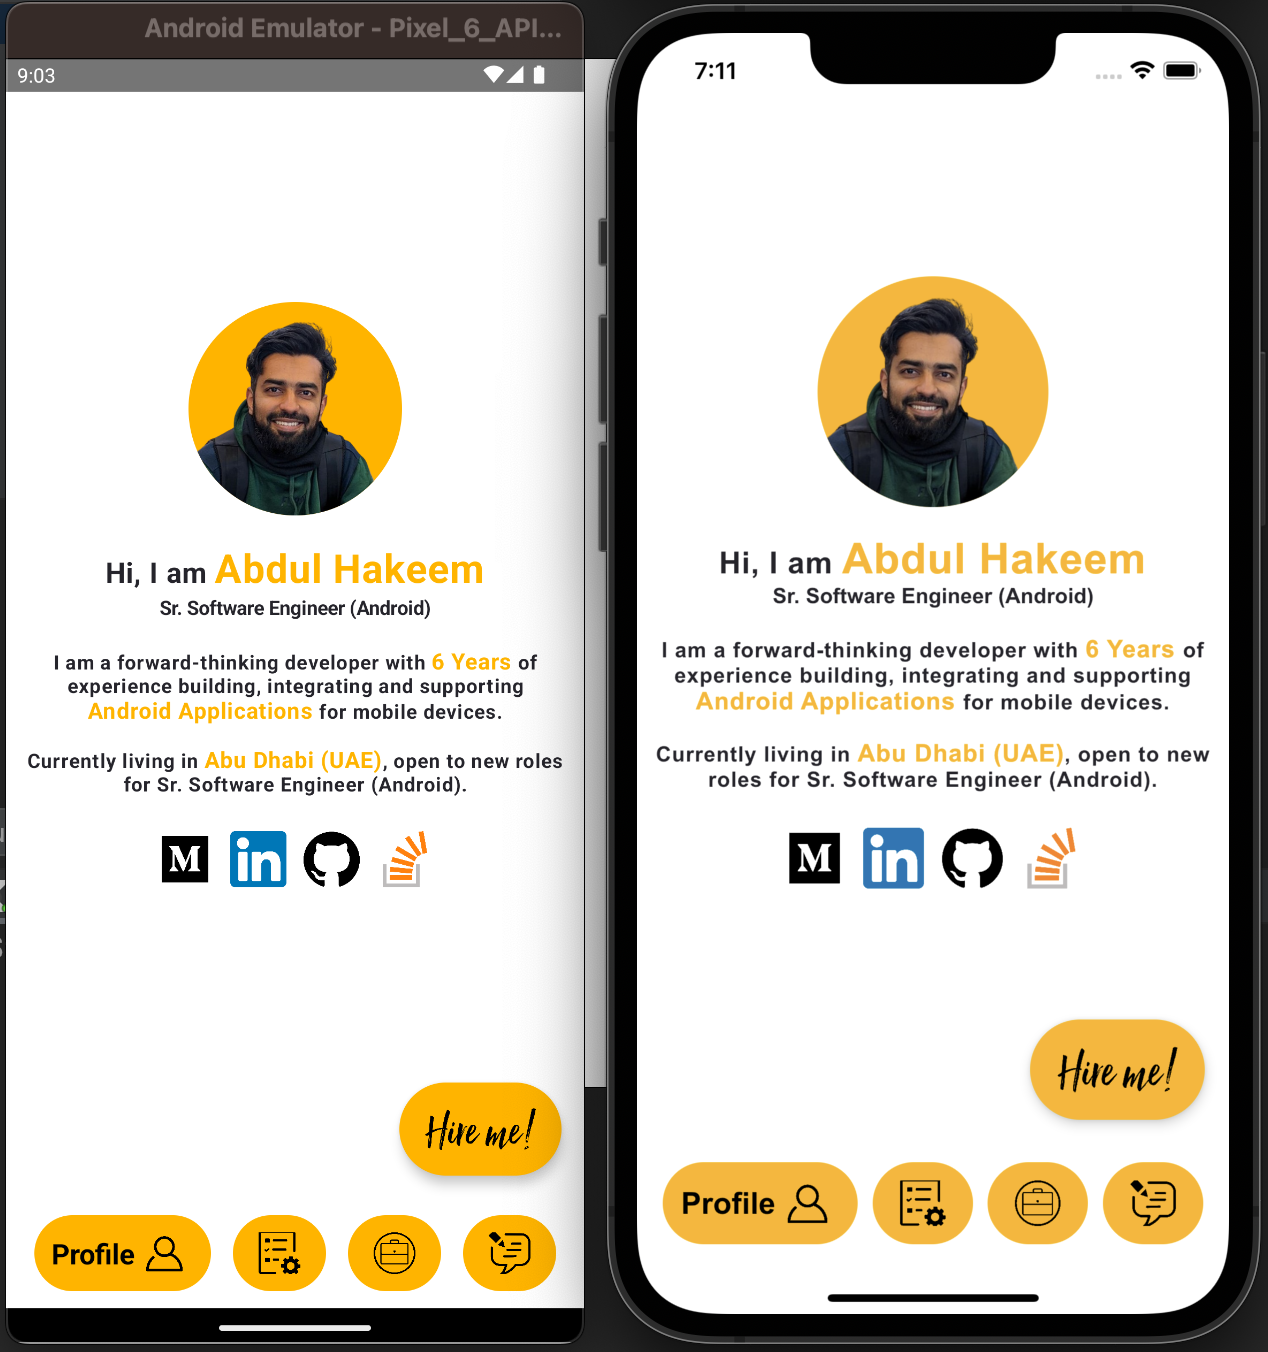 Android Emulator - Pixel_6_API...
9:03
Hi, I am Abdul Hakeem
Sr. Software Engineer (Android)
I am a forward-thinking developer with 6 Years of
experience building, integrating and supporting
Android Applications for mobile devices.
Currently living in Abu Dhabi (UAE), open to new roles
for Sr. Software Engineer (Android).
M
in
Hire me!
Profile
7:11
Hi, I am Abdul Hakeem
Sr. Software Engineer (Android)
I am a forward-thinking developer with 6 Years of
experience building, integrating and supporting
Android Applications for mobile devices.
Currently living in Abu Dhabi (UAE), open to new
roles for Sr. Software Engineer (Android).
M
in
Hire me!
Profile